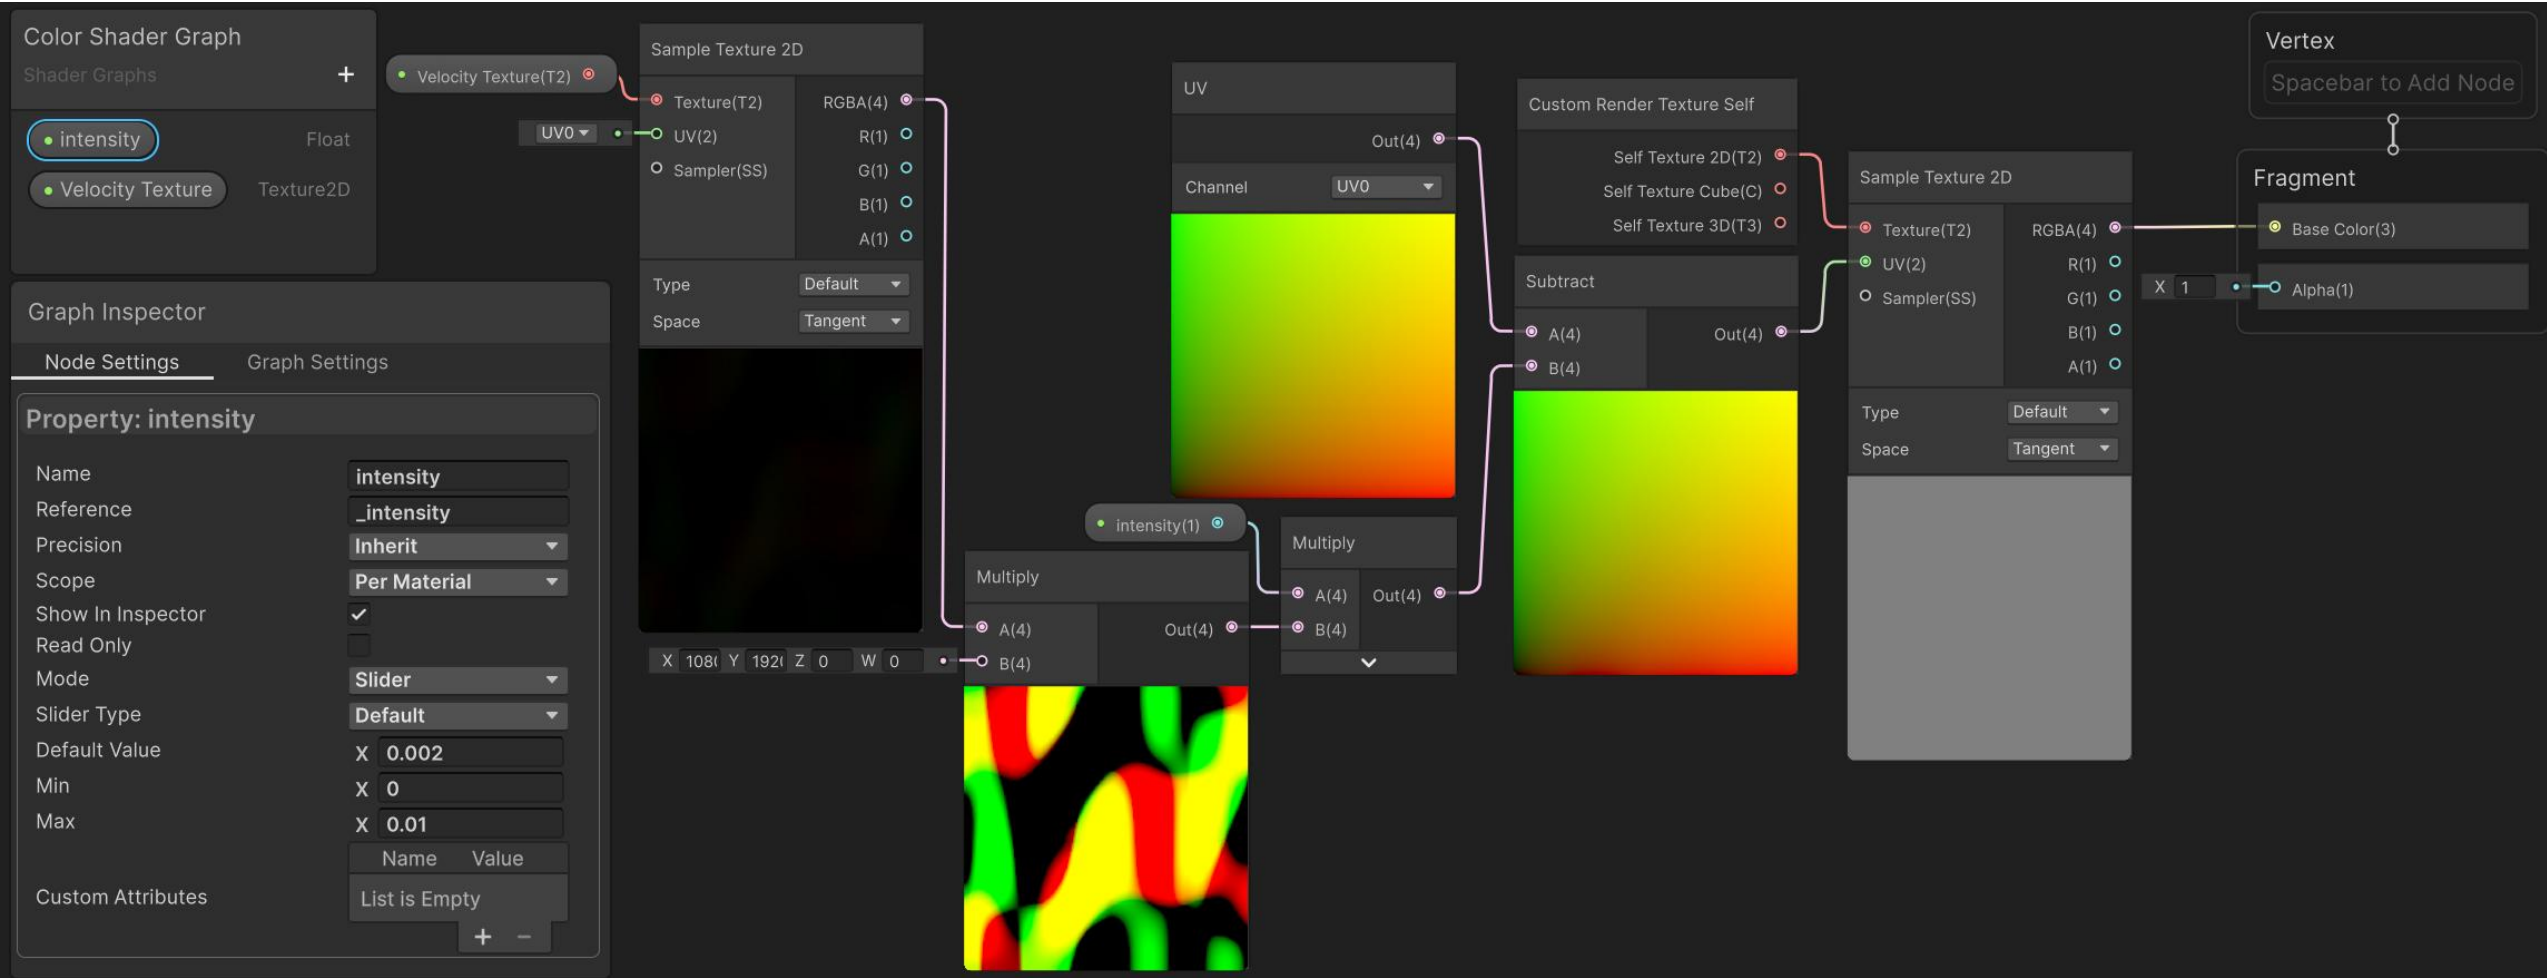 Color Shader Graph
Shader Graphs
+
intensity Float
Velocity Texture Texture2D
Graph Inspector
Node Settings Graph Settings
Property: intensity
Name intensity
Reference _intensity
Precision Inherit
Scope Per Material
Show In Inspector
Read Only
Mode Slider
Slider Type Default
Default Value X 0.002
Min X 0
Max X 0.01
Name Value
Custom Attributes List is Empty
+ −
Velocity Texture(T2)
UV0
Sample Texture 2D
Texture(T2) RGBA(4)
UV(2) R(1)
Sampler(SS) G(1)
B(1)
A(1)
Type Default
Space Tangent
X 108 Y 192 Z 0 W 0
Multiply
A(4) Out(4)
B(4)
intensity(1)
Multiply
A(4) Out(4)
B(4)
UV
Out(4)
Channel UV0
Custom Render Texture Self
Self Texture 2D(T2)
Self Texture Cube(C)
Self Texture 3D(T3)
Subtract
A(4) Out(4)
B(4)
Sample Texture 2D
Texture(T2) RGBA(4)
UV(2) R(1)
Sampler(SS) G(1)
B(1)
A(1)
Type Default
Space Tangent
Vertex
Spacebar to Add Node
Fragment
Base Color(3)
X 1
Alpha(1)